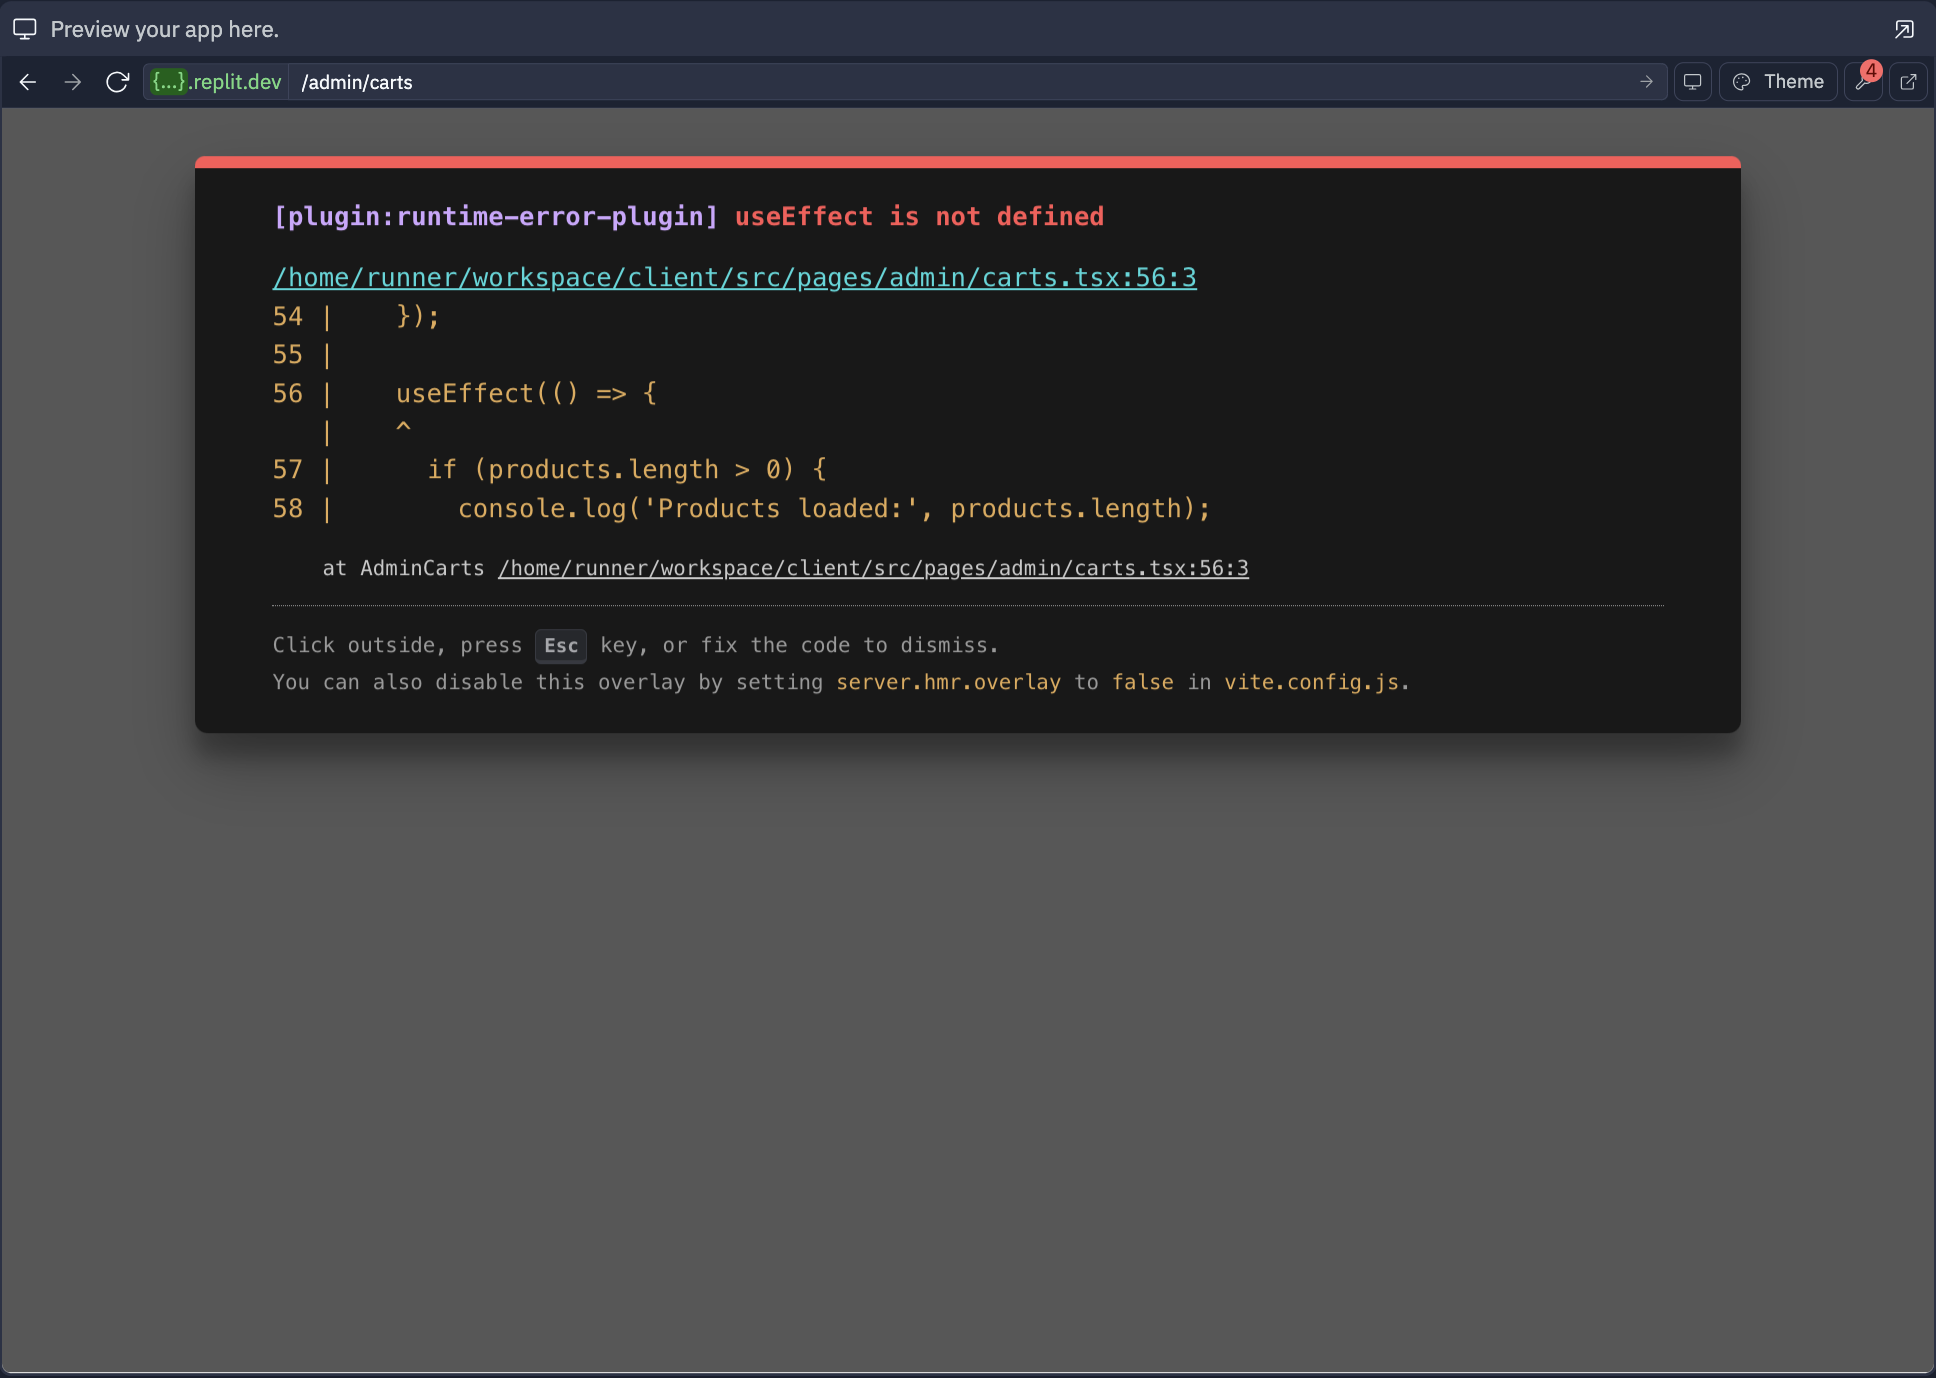 Preview your app here.
{...}.replit.dev /admin/carts Theme 4
[plugin:runtime-error-plugin] useEffect is not defined
/home/runner/workspace/client/src/pages/admin/carts.tsx:56:3
54 |    });
55 |
56 |    useEffect(() => {
   |    ^
57 |      if (products.length > 0) {
58 |        console.log('Products loaded:', products.length);
at AdminCarts /home/runner/workspace/client/src/pages/admin/carts.tsx:56:3
Click outside, press Esc key, or fix the code to dismiss.
You can also disable this overlay by setting server.hmr.overlay to false in vite.config.js.